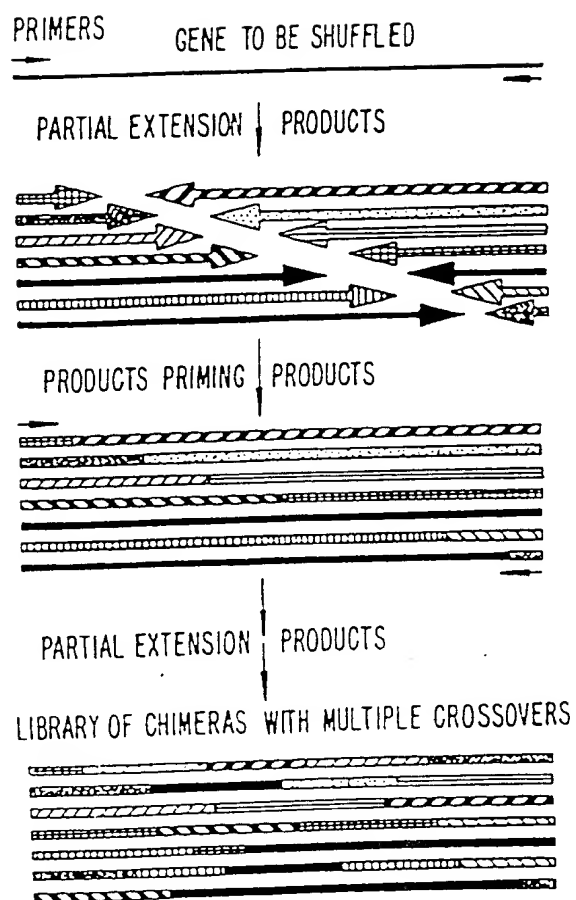 PRIMERS
GENE TO BE SHUFFLED
PARTIAL EXTENSION PRODUCTS
PRODUCTS PRIMING PRODUCTS
PARTIAL EXTENSION PRODUCTS
LIBRARY OF CHIMERAS WITH MULTIPLE CROSSOVERS